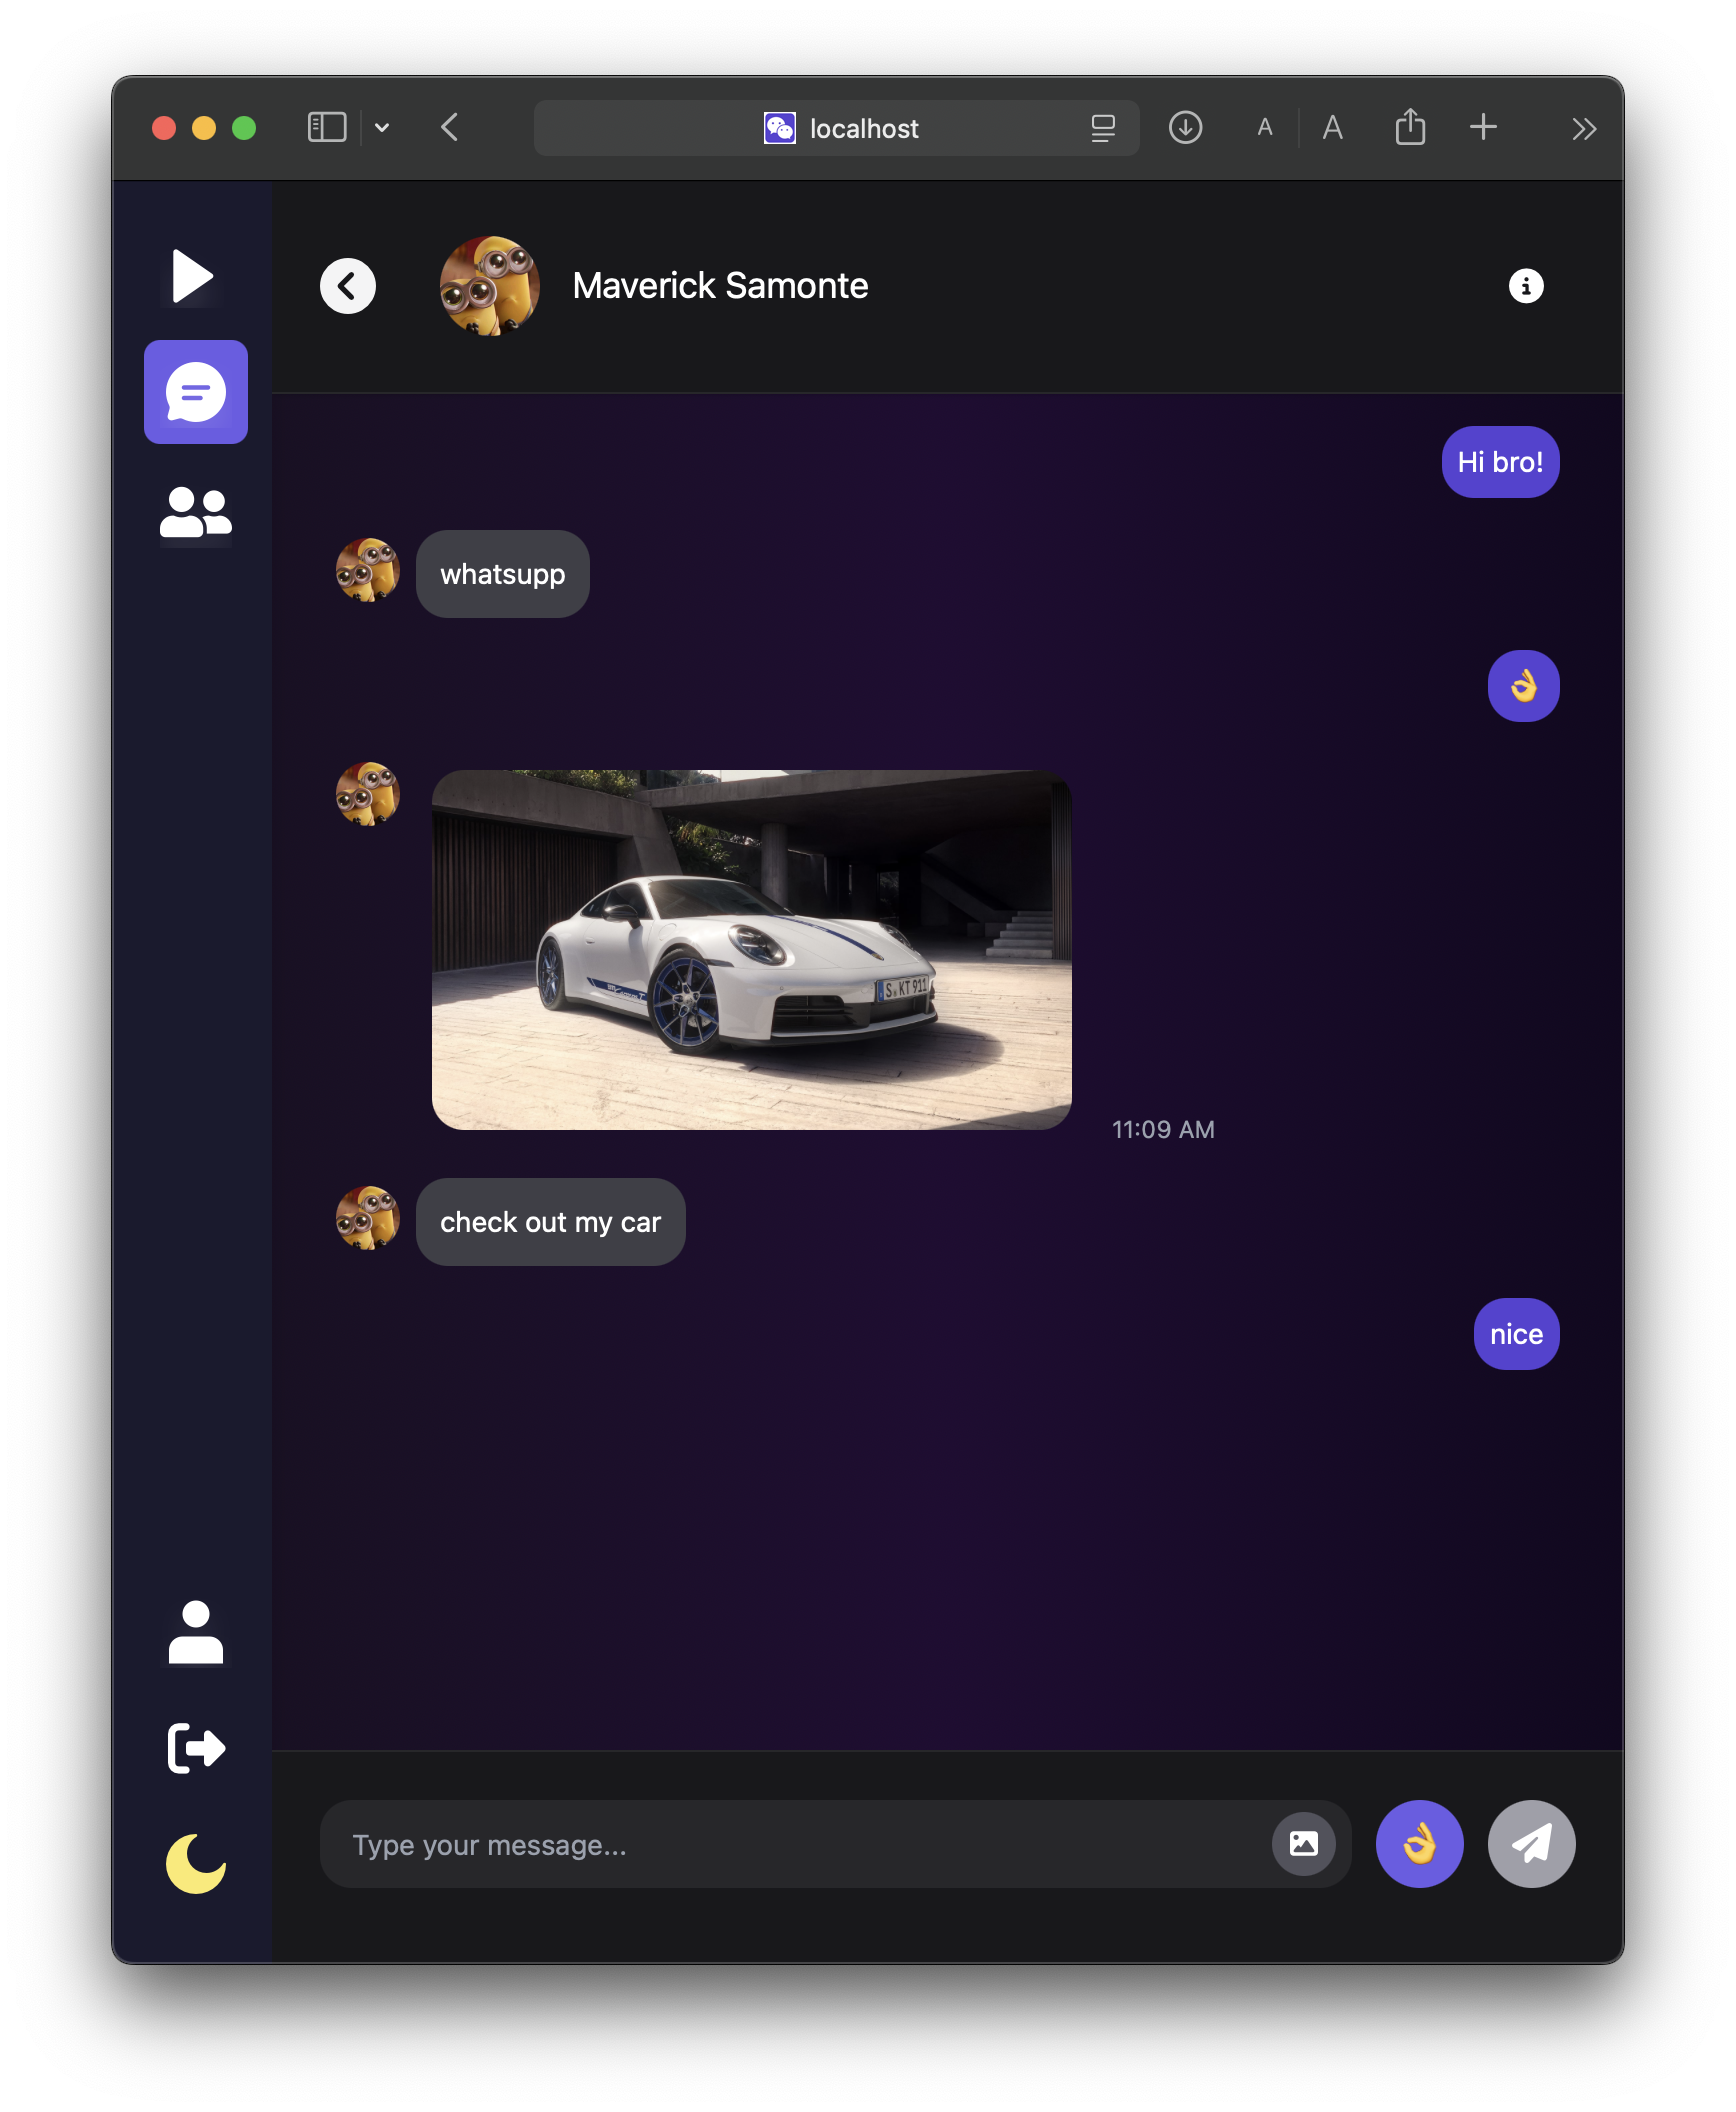 localhost
A A
Maverick Samonte
Hi bro!
whatsupp
S KT 911
11:09 AM
check out my car
nice
Type your message...